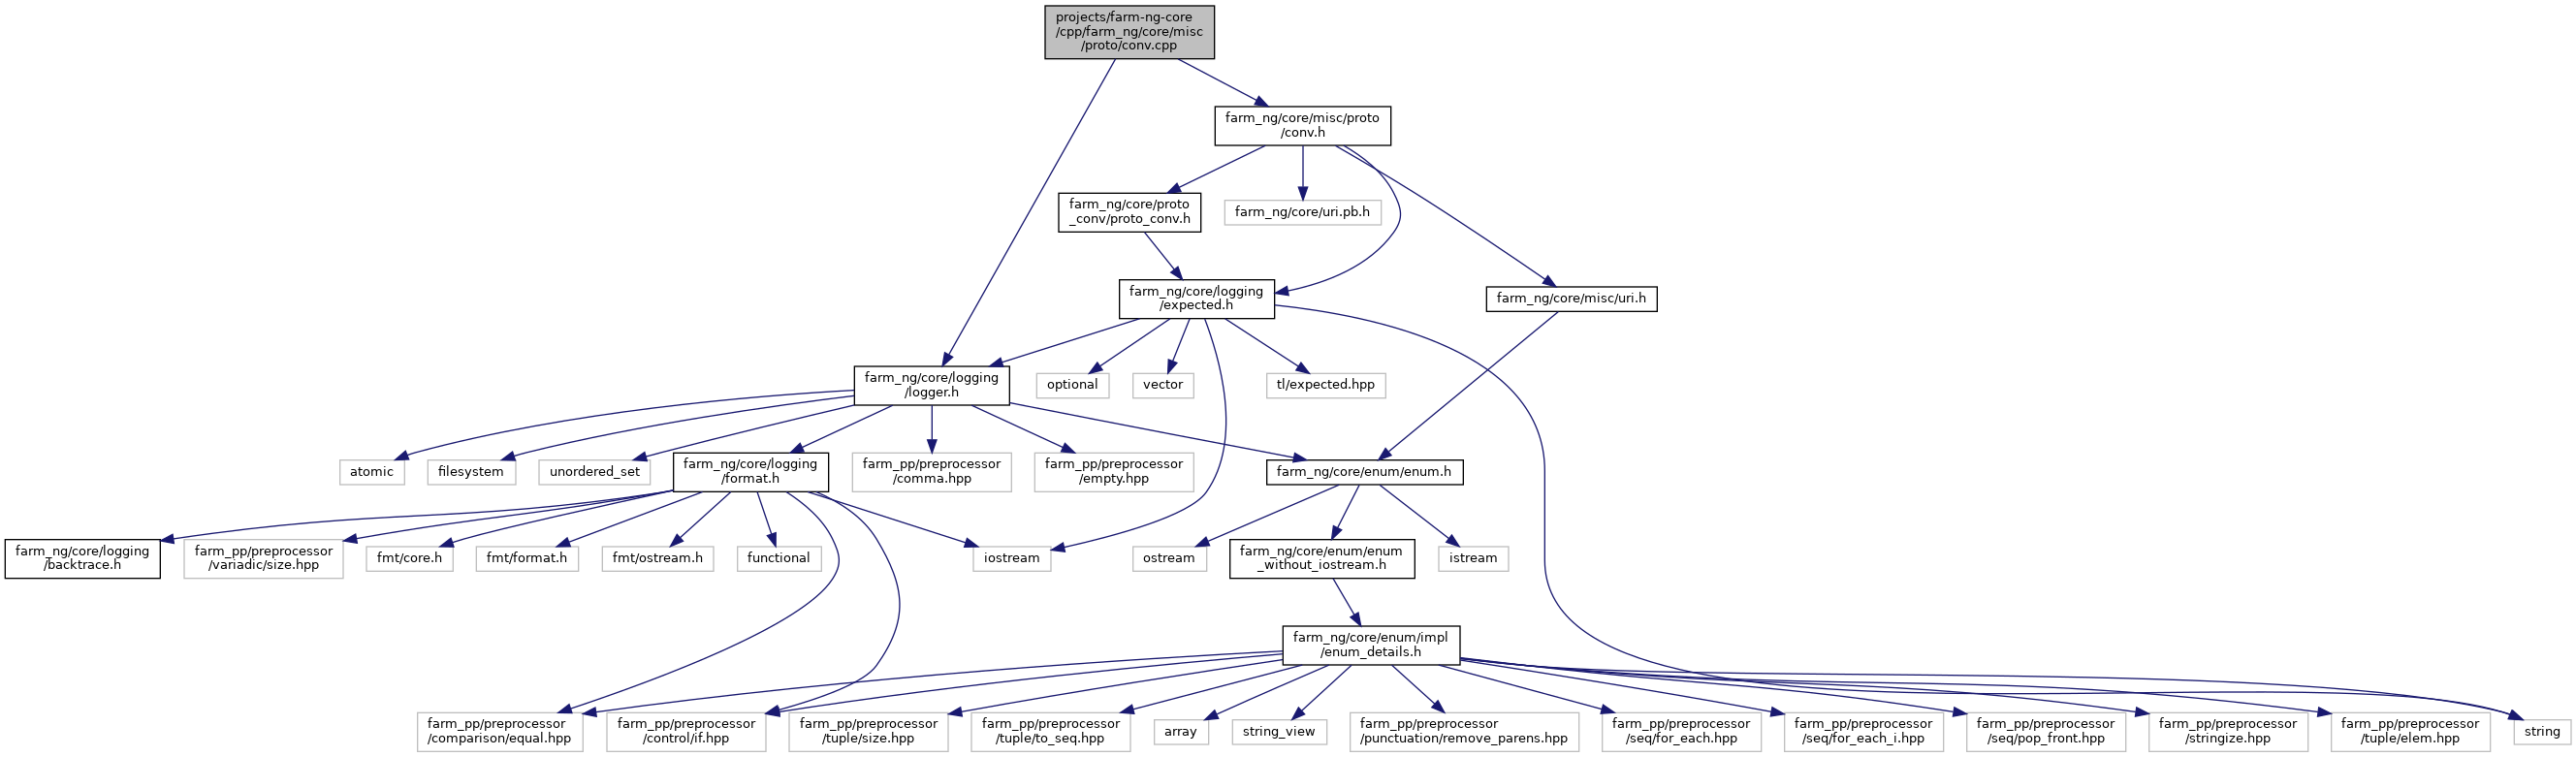 projects/farm-ng-core
/cpp/farm_ng/core/misc
/proto/conv.cpp
farm_ng/core/misc/proto
/conv.h
farm_ng/core/proto
_conv/proto_conv.h
farm_ng/core/uri.pb.h
farm_ng/core/logging
/expected.h
farm_ng/core/misc/uri.h
farm_ng/core/logging
/logger.h
optional
vector
tl/expected.hpp
atomic
filesystem
unordered_set
farm_ng/core/logging
/format.h
farm_pp/preprocessor
/comma.hpp
farm_pp/preprocessor
/empty.hpp
farm_ng/core/enum/enum.h
farm_ng/core/logging
/backtrace.h
farm_pp/preprocessor
/variadic/size.hpp
fmt/core.h
fmt/format.h
fmt/ostream.h
functional
iostream
ostream
farm_ng/core/enum/enum
_without_iostream.h
istream
farm_ng/core/enum/impl
/enum_details.h
farm_pp/preprocessor
/comparison/equal.hpp
farm_pp/preprocessor
/control/if.hpp
farm_pp/preprocessor
/tuple/size.hpp
farm_pp/preprocessor
/tuple/to_seq.hpp
array
string_view
farm_pp/preprocessor
/punctuation/remove_parens.hpp
farm_pp/preprocessor
/seq/for_each.hpp
farm_pp/preprocessor
/seq/for_each_i.hpp
farm_pp/preprocessor
/seq/pop_front.hpp
farm_pp/preprocessor
/stringize.hpp
farm_pp/preprocessor
/tuple/elem.hpp
string